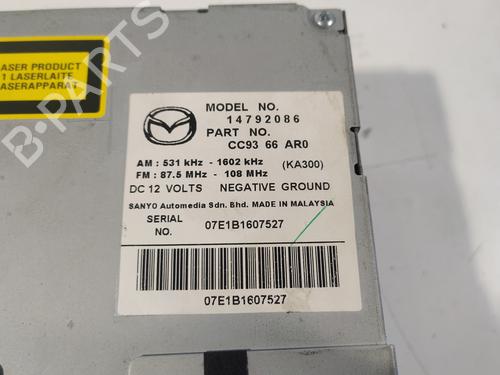 LASER PRODUCT
1 LASERLAITE
LASERAPPARAT
B-PARTS
MODEL NO.
14792086
PART NO.
CC93 66 AR0
AM : 531 kHz - 1602 kHz (KA300)
FM : 87.5 MHz - 108 MHz
DC 12 VOLTS NEGATIVE GROUND
SANYO Automedia Sdn. Bhd. MADE IN MALAYSIA
SERIAL NO. 07E1B1607527
07E1B1607527